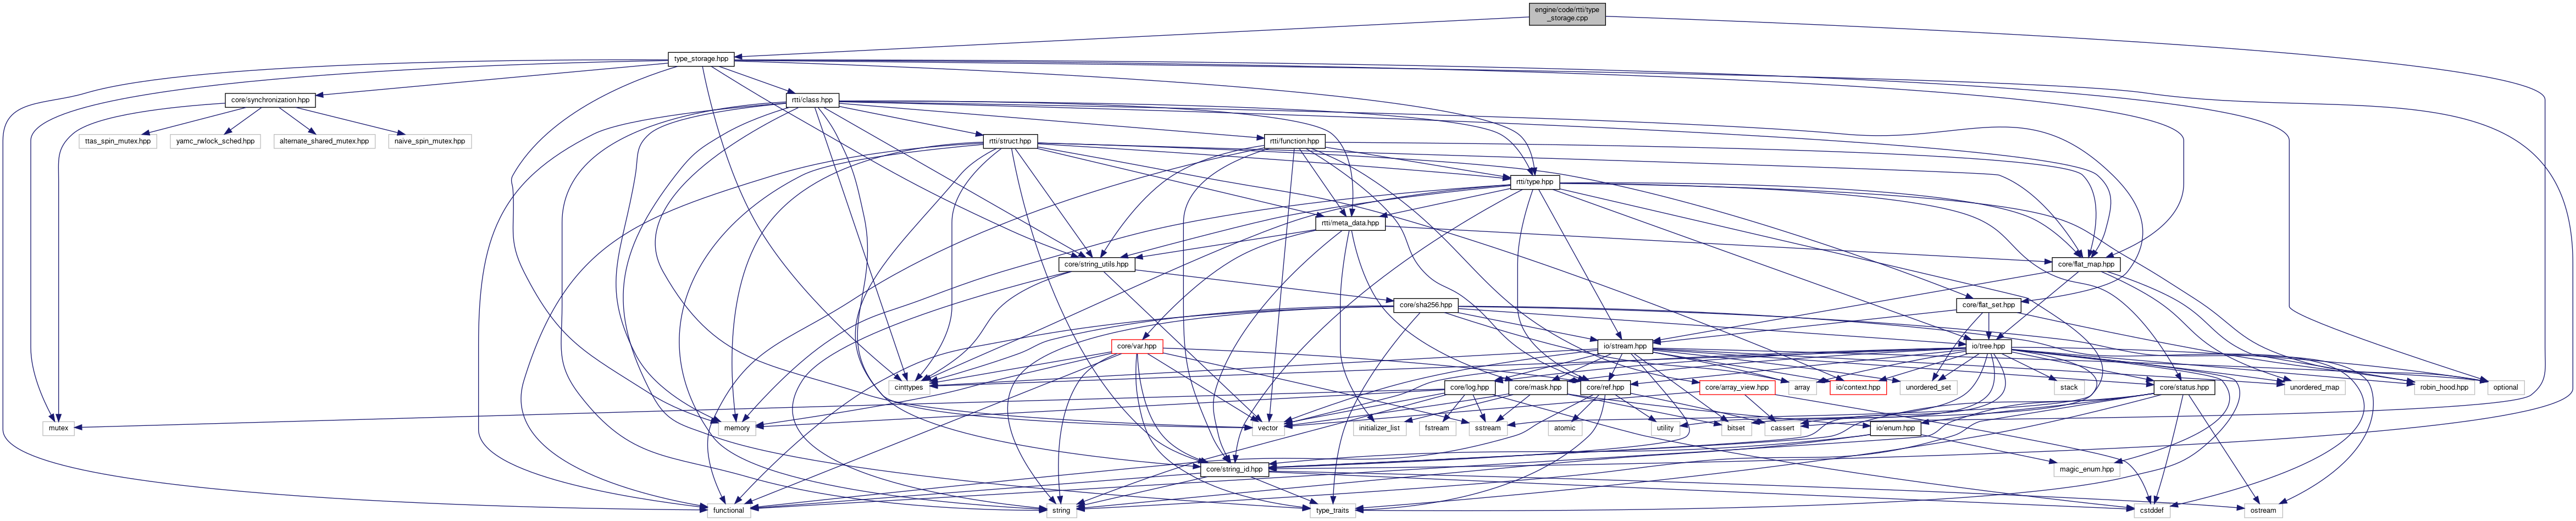 engine/code/rtti/type
_storage.cpp
type_storage.hpp
core/synchronization.hpp
rtti/class.hpp
ttas_spin_mutex.hpp
yamc_rwlock_sched.hpp
alternate_shared_mutex.hpp
naive_spin_mutex.hpp
rtti/struct.hpp
rtti/function.hpp
rtti/type.hpp
rtti/meta_data.hpp
core/string_utils.hpp
core/flat_map.hpp
core/sha256.hpp
core/flat_set.hpp
core/var.hpp
io/stream.hpp
io/tree.hpp
cinttypes
core/log.hpp
core/mask.hpp
core/ref.hpp
core/array_view.hpp
array
io/context.hpp
unordered_set
stack
core/status.hpp
unordered_map
robin_hood.hpp
optional
mutex
memory
vector
initializer_list
fstream
sstream
atomic
utility
bitset
cassert
io/enum.hpp
core/string_id.hpp
magic_enum.hpp
functional
string
type_traits
cstddef
ostream